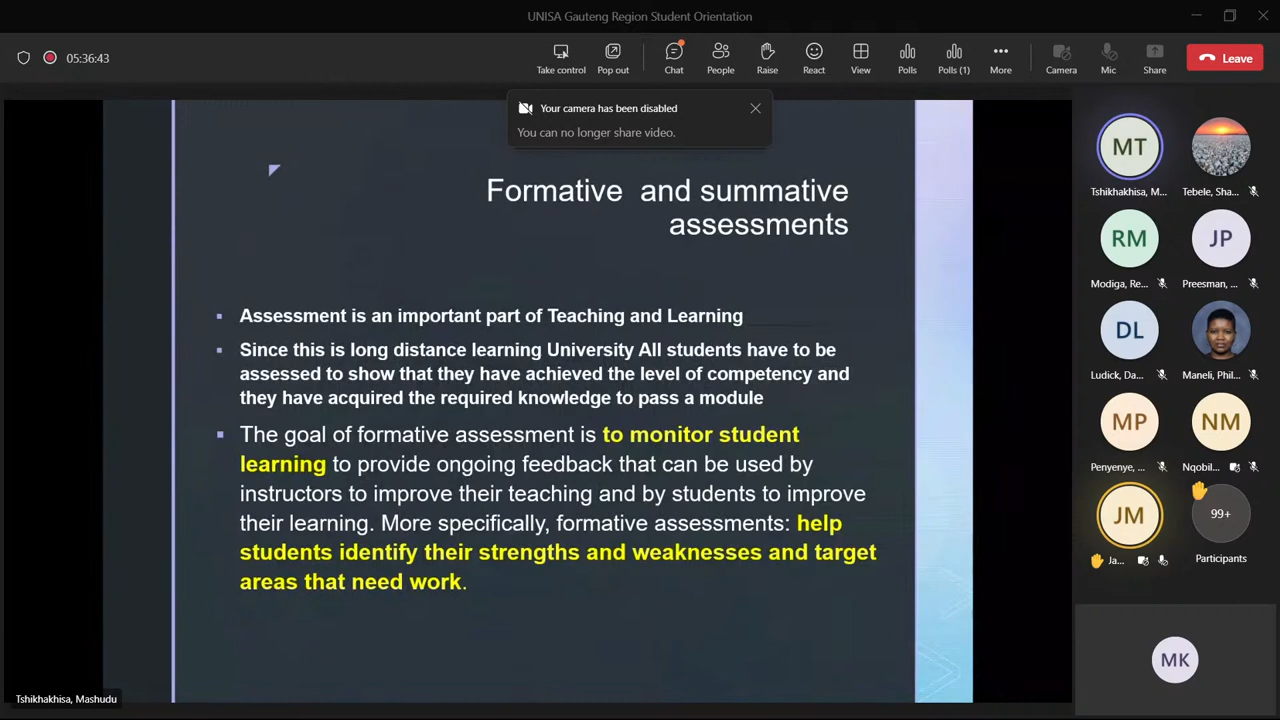 UNISA Gauteng Region Student Orientation
05:36:43
Take control
Pop out
Chat
People
Raise
React
View
Polls
Polls (1)
More
Camera
Mic
Share
Leave
Your camera has been disabled
You can no longer share video.
Formative and summative
assessments
Assessment is an important part of Teaching and Learning
Since this is long distance learning University All students have to be
assessed to show that they have achieved the level of competency and
they have acquired the required knowledge to pass a module
The goal of formative assessment is to monitor student
learning to provide ongoing feedback that can be used by
instructors to improve their teaching and by students to improve
their learning. More specifically, formative assessments: help
students identify their strengths and weaknesses and target
areas that need work.
MT
Tshikhakhisa, M...
Tebele, Sha...
RM
JP
Modiga, Re...
Preesman, ...
DL
Ludick, Da...
Maneli, Phil...
MP
NM
Penyenye, ...
Nqobil...
JM
99+
Ja...
Participants
MK
Tshikhakhisa, Mashudu